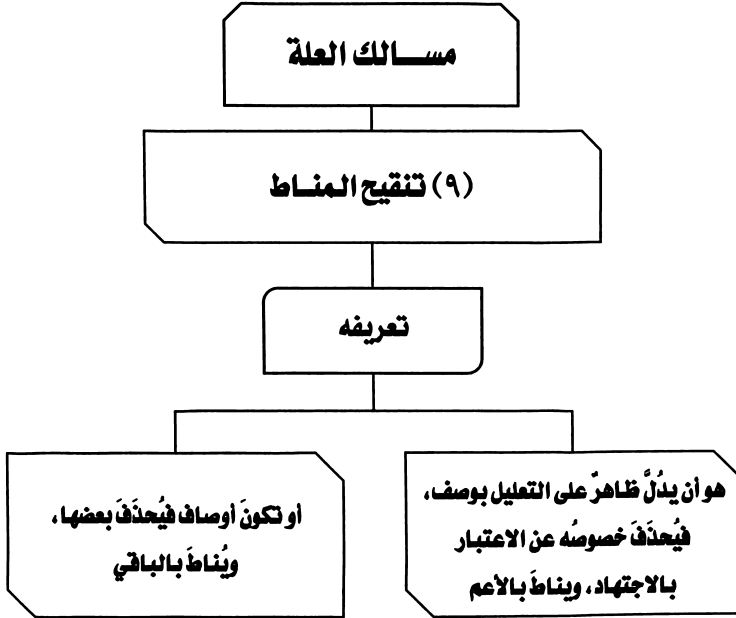 مســالك العلة
(٩) تنقيح المنـاط
تعريفه
هو أن يدُلَّ ظاهرٌ على التعليل بوصف،
فيُحذَفَ خصوصُه عن الاعتبار
بالاجتهاد، ويناطَ بالأعم
أو تكونَ أوصاف فيُحذَفَ بعضها،
ويُناطَ بالباقي